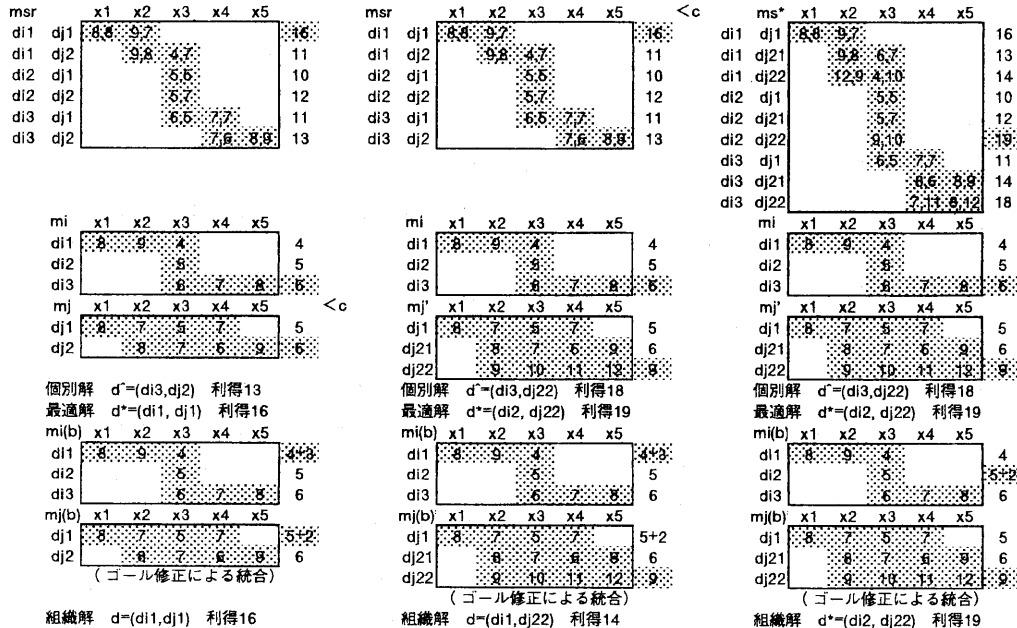 msr x1 x2 x3 x4 x5
di1 dj1 8,8 9,7 16
di1 dj2 9,8 4,7 11
di2 dj1 5,5 10
di2 dj2 5,7 12
di3 dj1 6,5 7,7 11
di3 dj2 7,6 8,9 13
mi x1 x2 x3 x4 x5
di1 8 9 4 4
di2 5 5
di3 6 7 8 6
mj x1 x2 x3 x4 x5 <c
dj1 8 7 5 7 5
dj2 8 7 6 9 6
個別解 d^=(di3,dj2) 利得13
最適解 d*=(di1, dj1) 利得16
mi(b) x1 x2 x3 x4 x5
di1 8 9 4 4+3
di2 5 5
di3 6 7 8 6
mj(b) x1 x2 x3 x4 x5
dj1 8 7 5 7 5+2
dj2 8 7 6 9 6
(ゴール修正による統合)
組織解 d=(di1,dj1) 利得16
msr x1 x2 x3 x4 x5 <c
di1 dj1 8,8 9,7 16
di1 dj2 9,8 4,7 11
di2 dj1 5,5 10
di2 dj2 5,7 12
di3 dj1 6,5 7,7 11
di3 dj2 7,6 8,9 13
mi x1 x2 x3 x4 x5
di1 8 9 4 4
di2 5 5
di3 6 7 8 6
mj' x1 x2 x3 x4 x5
dj1 8 7 5 7 5
dj21 8 7 6 9 6
dj22 9 10 11 12 9
個別解 d^=(di3,dj22) 利得18
最適解 d*=(di2, dj22) 利得19
mi(b) x1 x2 x3 x4 x5
di1 8 9 4 4+3
di2 5 5
di3 6 7 8 6
mj(b) x1 x2 x3 x4 x5
dj1 8 7 5 7 5+2
dj21 8 7 6 8 6
dj22 9 10 11 12 9
(ゴール修正による統合)
組織解 d=(di1,dj22) 利得14
ms* x1 x2 x3 x4 x5
di1 dj1 8,8 9,7 16
di1 dj21 9,8 6,7 13
di1 dj22 12,9 4,10 14
di2 dj1 5,5 10
di2 dj21 5,7 12
di2 dj22 9,10 19
di3 dj1 6,5 7,7 11
di3 dj21 8,6 8,9 14
di3 dj22 7,11 8,12 18
mi x1 x2 x3 x4 x5
di1 8 9 4 4
di2 5 5
di3 6 7 8 6
mj' x1 x2 x3 x4 x5
dj1 8 7 5 7 5
dj21 8 7 6 9 6
dj22 9 10 11 12 9
個別解 d^=(di3,dj22) 利得18
最適解 d*=(di2, dj22) 利得19
mi(b) x1 x2 x3 x4 x5
di1 8 9 4 4
di2 5 5+2
di3 6 7 8 6
mj(b) x1 x2 x3 x4 x5
dj1 8 7 5 7 5
dj21 8 7 6 9 6
dj22 9 10 11 12 9
(ゴール修正による統合)
組織解 d*=(di2, dj22) 利得19